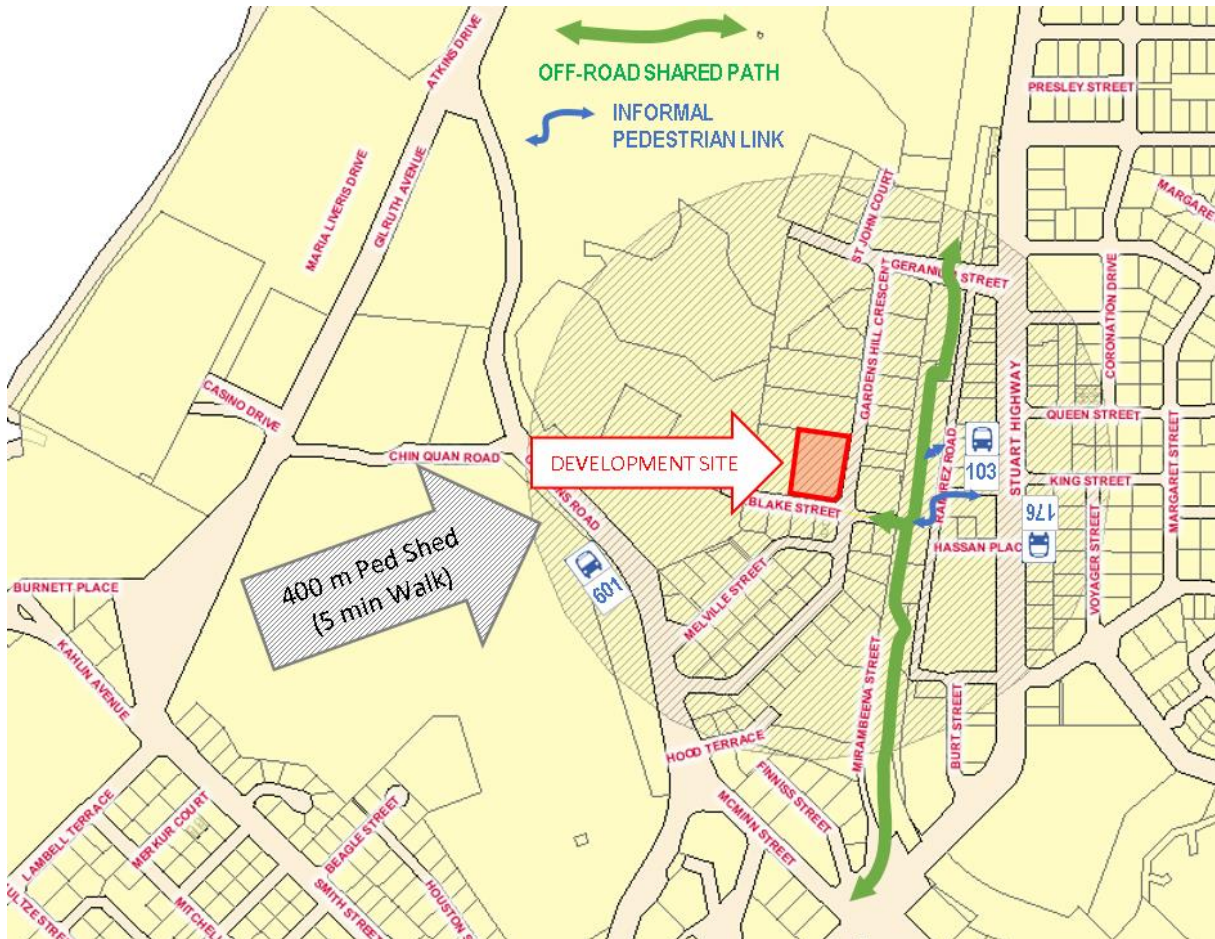 ATKINS DRIVE
OFF-ROAD SHARED PATH
INFORMAL
PEDESTRIAN LINK
PRESLEY STREET
MARIA LIVERIS DRIVE
GILRUTH AVENUE
ST JOHN COURT
GERANIUM STREET
CORONATION DRIVE
GARDENS HILL CRESCENT
CASINO DRIVE
CHIN QUAN ROAD
DEVELOPMENT SITE
RAMIREZ ROAD
103
STUART HIGHWAY
QUEEN STREET
KING STREET
MARGARET STREET
BLAKE STREET
176
400 m Ped Shed
(5 min Walk)
601
MELVILLE STREET
VOYAGER STREET
BURNETT PLACE
KAHLIN AVENUE
MIRAMBEENA STREET
HOOD TERRACE
BURT STREET
FINNISS STREET
MCMINN STREET
LAMBELL TERRACE
MERKUR COURT
BEAGLE STREET
SMITH STREET